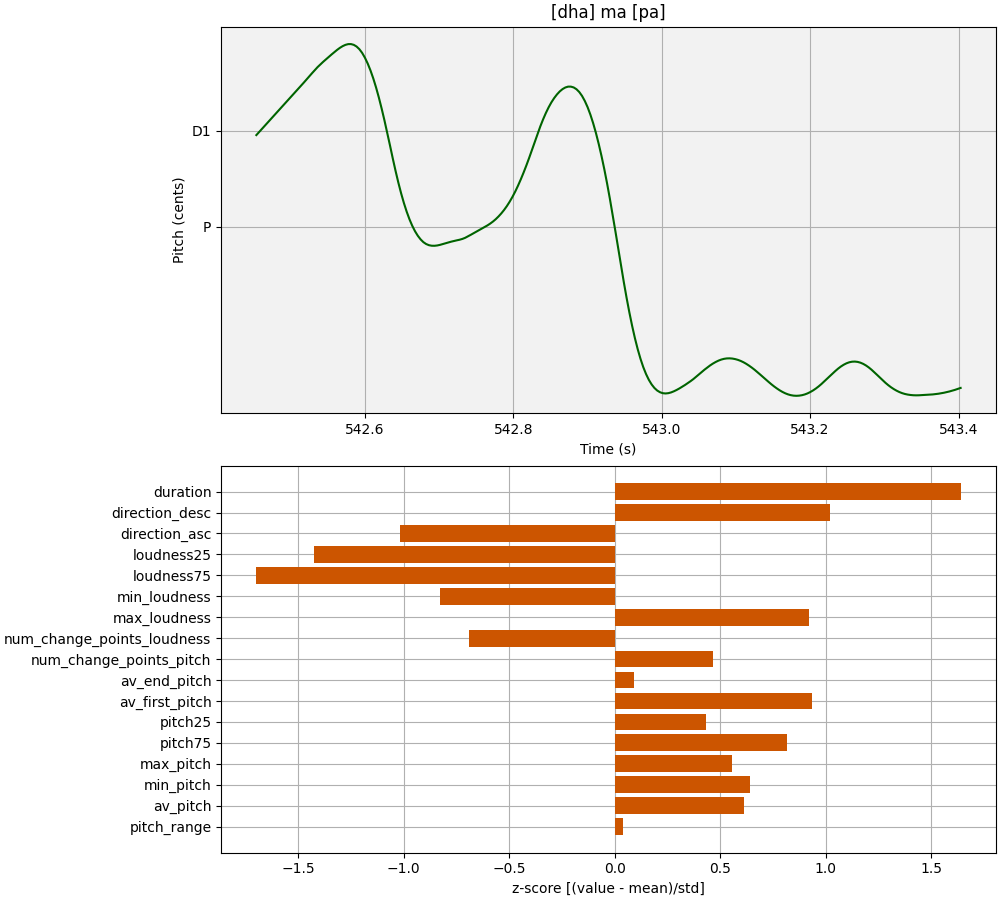 [dha] ma [pa]
D1
P
Pitch (cents)
542.6 542.8 543.0 543.2 543.4
Time (s)
duration
direction_desc
direction_asc
loudness25
loudness75
min_loudness
max_loudness
num_change_points_loudness
num_change_points_pitch
av_end_pitch
av_first_pitch
pitch25
pitch75
max_pitch
min_pitch
av_pitch
pitch_range
−1.5 −1.0 −0.5 0.0 0.5 1.0 1.5
z-score [(value - mean)/std]